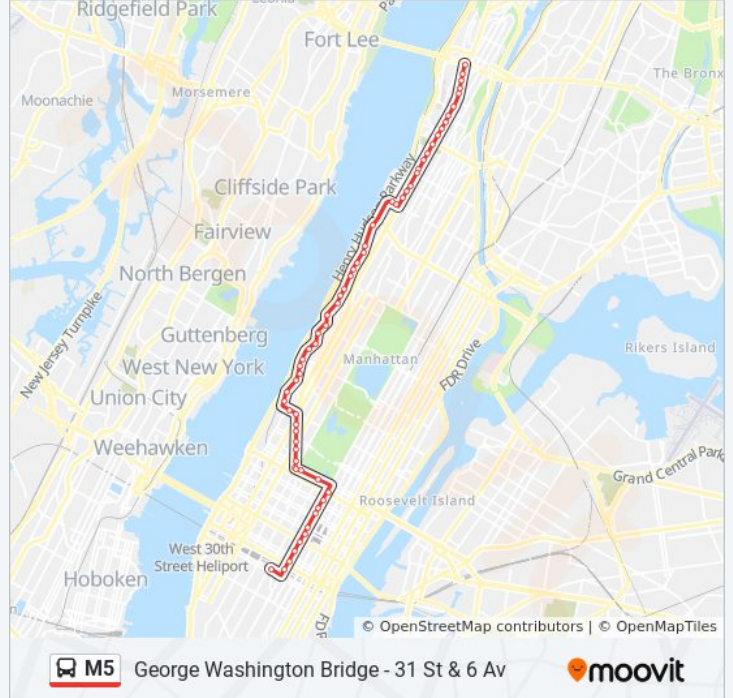 Ridgefield Park
Fort Lee
The Bronx
Moonachie
Morsemere
Henry Hudson Parkway
Cliffside Park
Fairview
North Bergen
New Jersey Turnpike
Guttenberg
West New York
Manhattan
FDR Drive
Rikers Island
Union City
Weehawken
Grand Central Park
Roosevelt Island
West 30th
Street Heliport
Hoboken
FDR
© OpenStreetMap contributors | © OpenMapTiles
M5
George Washington Bridge - 31 St & 6 Av
moovit